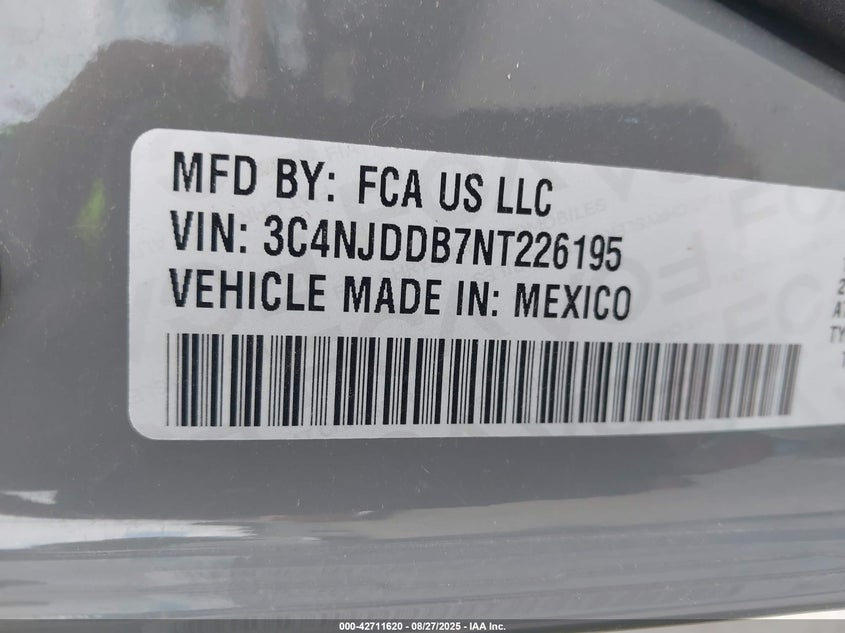 MFD BY: FCA US LLC
VIN: 3C4NJDDB7NT226195
VEHICLE MADE IN: MEXICO
000-42711620 - 08/27/2025 - IAA Inc.